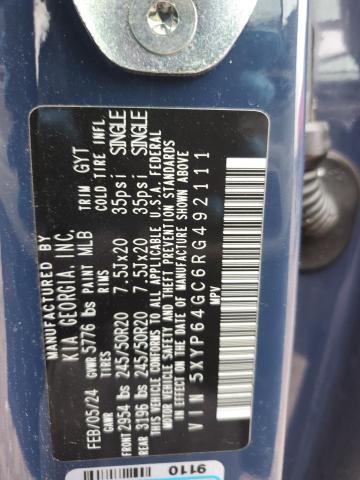 MANUFACTURED BY
KIA GEORGIA, INC.
FEB/05/24 GVWR 5776 lbs PAINT MLB TRIM GYT
GAWR TIRES RIMS COLD TIRE INFL
FRONT 2954 lbs 245/50R20 7.5JX20 35psi SINGLE
REAR 3196 lbs 245/50R20 7.5JX20 35psi SINGLE
THIS VEHICLE CONFORMS TO ALL APPLICABLE U.S.A. FEDERAL
MOTOR VEHICLE SAFETY AND THEFT PREVENTION STANDARDS
IN EFFECT ON THE DATE OF MANUFACTURE SHOWN ABOVE.
VIN 5XYP64GC6RG492111
MPV
9110